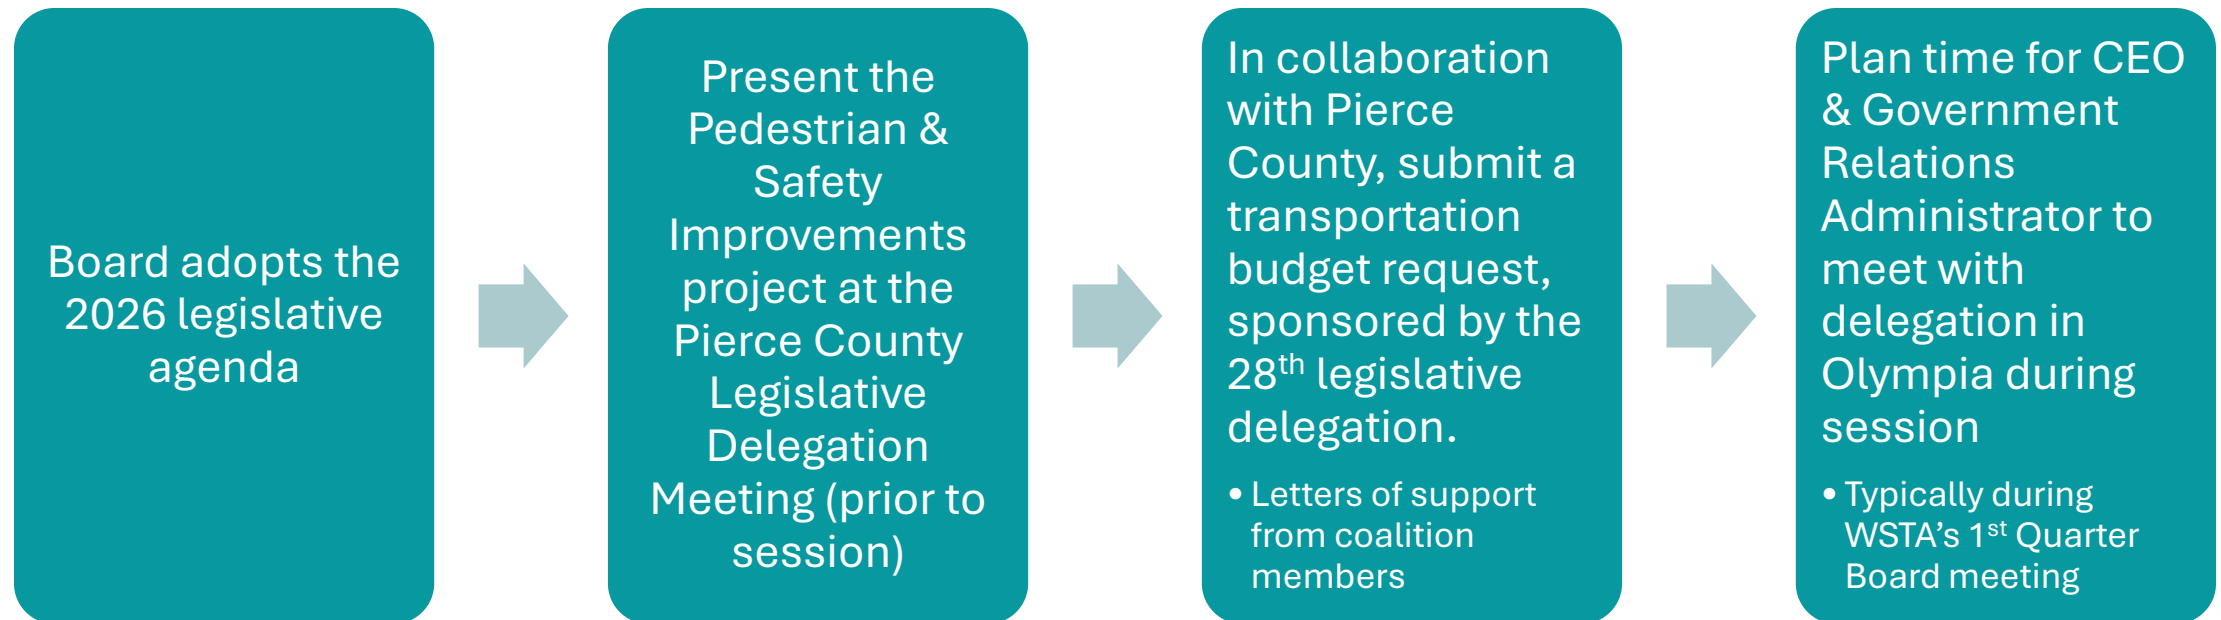 Board adopts the
2026 legislative
agenda
Present the
Pedestrian &
Safety
Improvements
project at the
Pierce County
Legislative
Delegation
Meeting (prior to
session)
In collaboration
with Pierce
County, submit a
transportation
budget request,
sponsored by the
28th legislative
delegation.
• Letters of support
from coalition
members
Plan time for CEO
& Government
Relations
Administrator to
meet with
delegation in
Olympia during
session
• Typically during
WSTA’s 1st Quarter
Board meeting